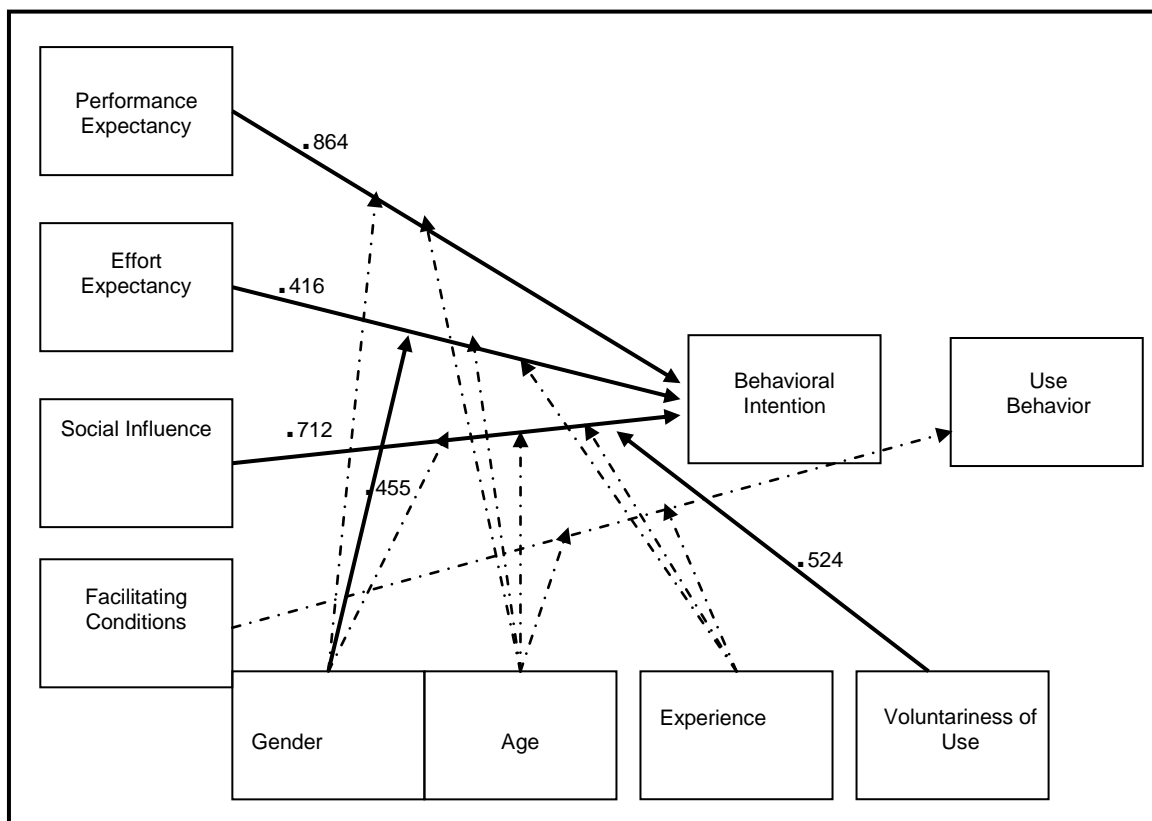 Performance
Expectancy
.864
Effort
Expectancy
.416
Behavioral
Intention
Use
Behavior
Social Influence
.712
.455
.524
Facilitating
Conditions
Gender
Age
Experience
Voluntariness of
Use